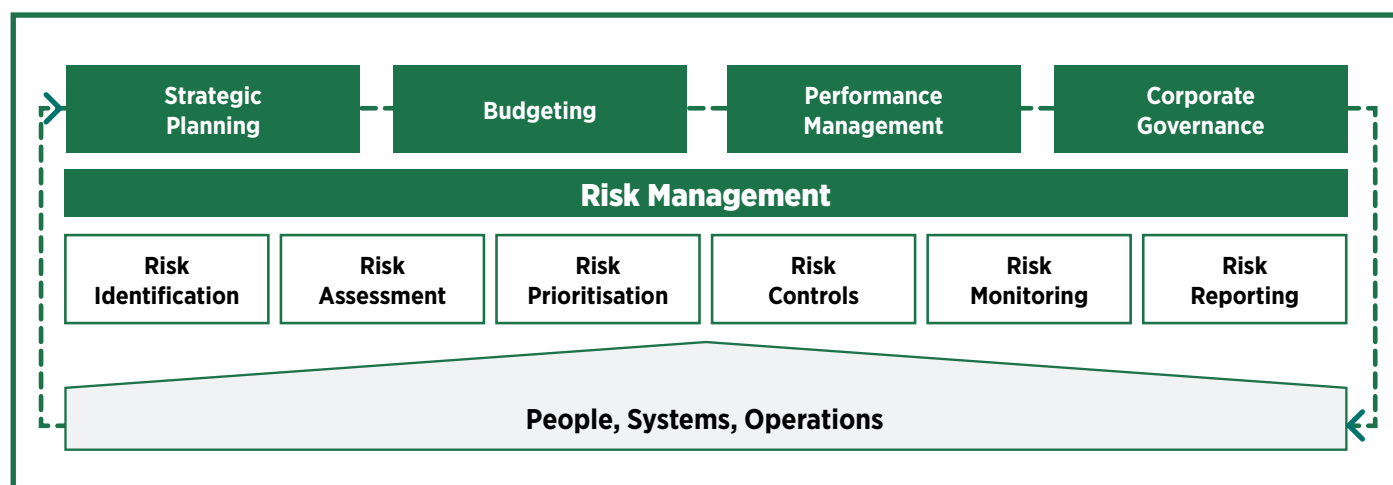 Strategic
Planning
Budgeting
Performance
Management
Corporate
Governance
Risk Management
Risk
Identification
Risk
Assessment
Risk
Prioritisation
Risk
Controls
Risk
Monitoring
Risk
Reporting
People, Systems, Operations